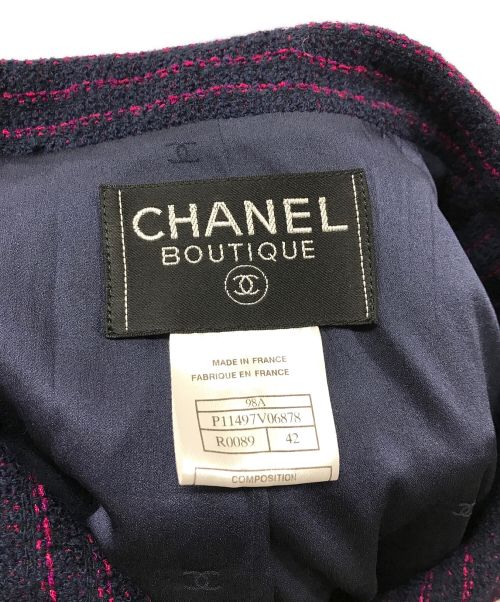 CHANEL
BOUTIQUE
MADE IN FRANCE
FABRIQUE EN FRANCE
98A
P11497V06878
R0089 42
COMPOSITION